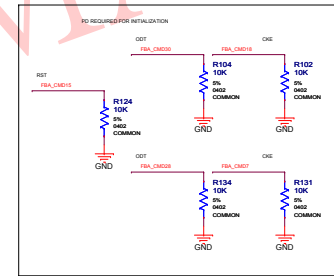 PD REQUIRED FOR INITIALIZATION
ODT
CKE
FBA_CMD30
FBA_CMD18
R104
10K
5%
0402
COMMON
GND
R102
10K
5%
0402
COMMON
GND
RST
FBA_CMD15
R124
10K
5%
0402
COMMON
GND
ODT
CKE
FBA_CMD28
FBA_CMD7
R134
10K
5%
0402
COMMON
GND
R131
10K
5%
0402
COMMON
GND